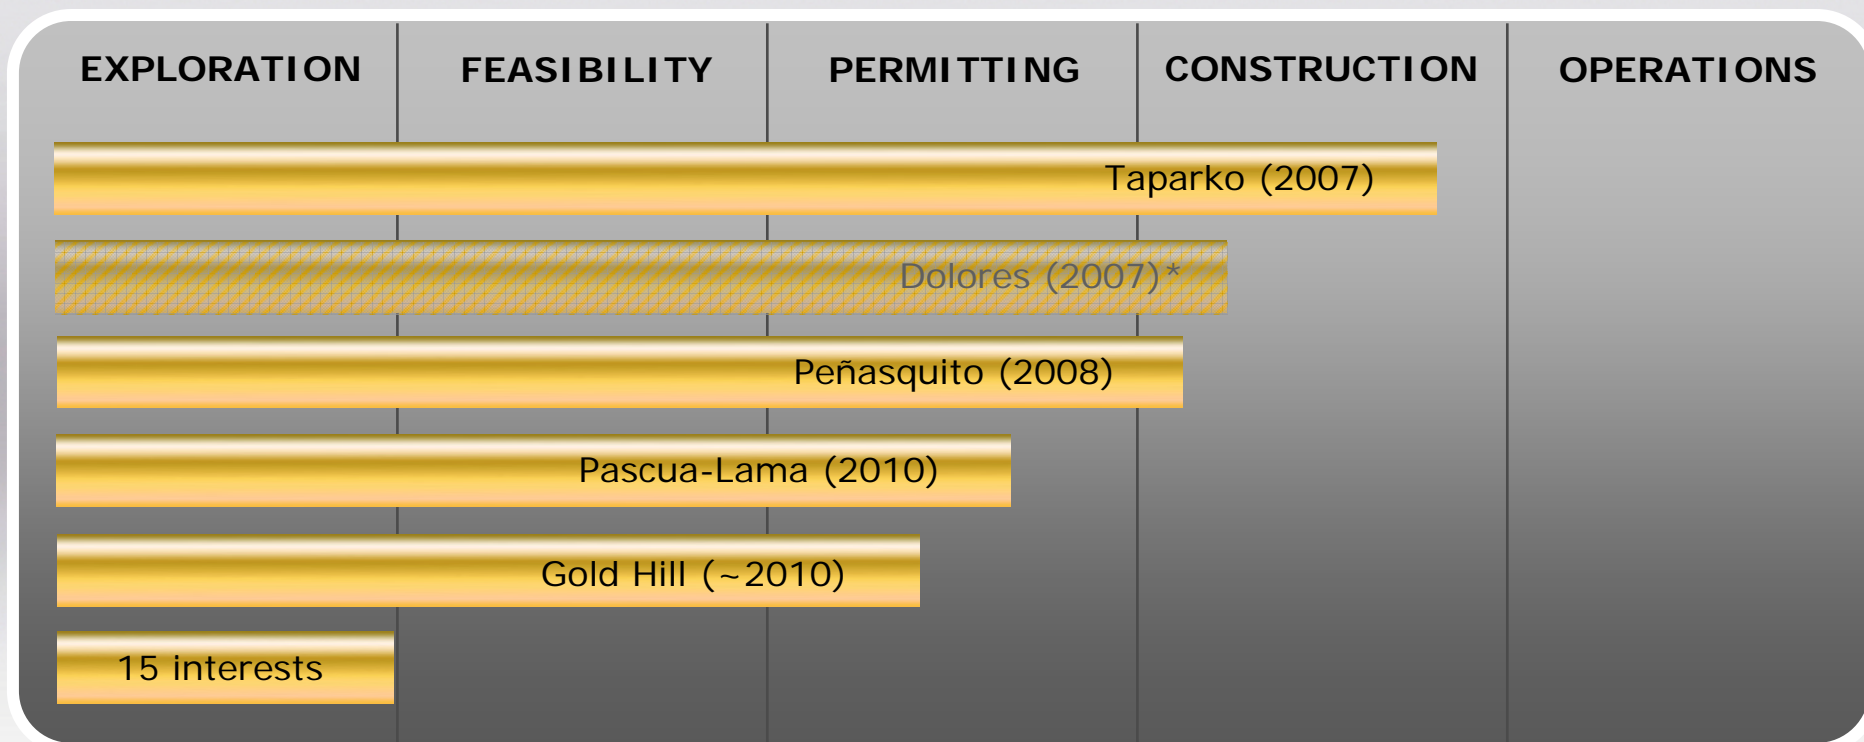 EXPLORATION FEASIBILITY PERMITTING CONSTRUCTION OPERATIONS
Taparko (2007)
Dolores (2007)*
Peñasquito (2008)
Pascua-Lama (2010)
Gold Hill (~2010)
15 interests